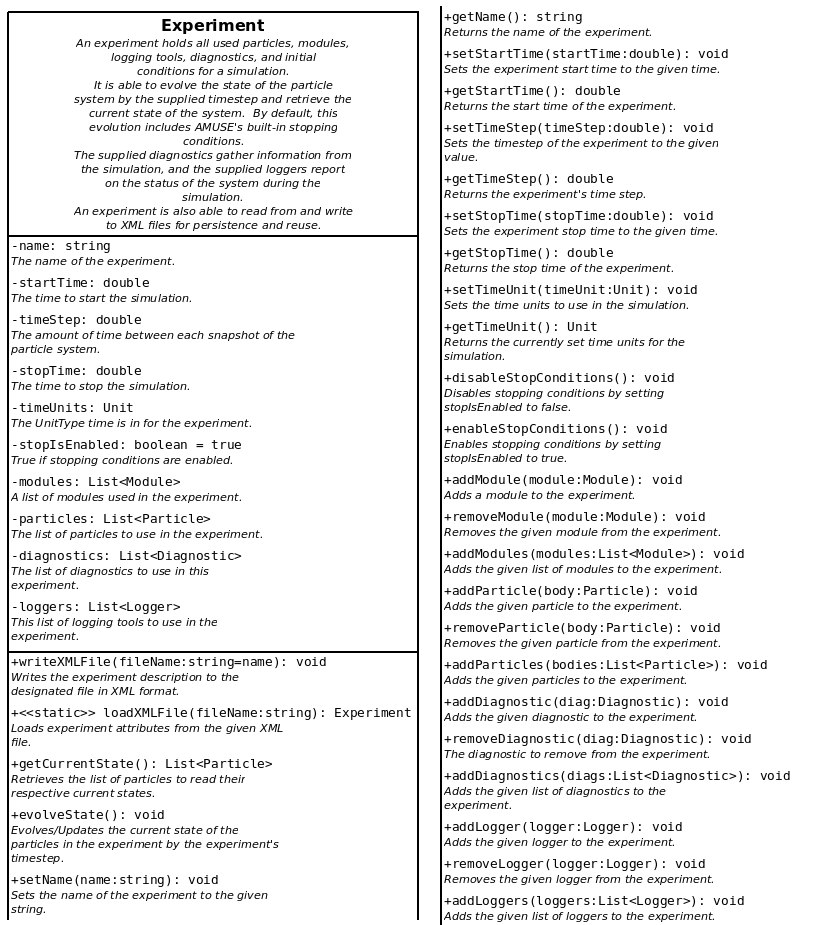 Experiment
An experiment holds all used particles, modules,
logging tools, diagnostics, and initial
conditions for a simulation.
It is able to evolve the state of the particle
system by the supplied timestep and retrieve the
current state of the system.  By default, this
evolution includes AMUSE's built-in stopping
conditions.
The supplied diagnostics gather information from
the simulation, and the supplied loggers report
on the status of the system during the
simulation.
An experiment is also able to read from and write
to XML files for persistence and reuse.
-name: string
The name of the experiment.
-startTime: double
The time to start the simulation.
-timeStep: double
The amount of time between each snapshot of the
particle system.
-stopTime: double
The time to stop the simulation.
-timeUnits: Unit
The UnitType time is in for the experiment.
-stopIsEnabled: boolean = true
True if stopping conditions are enabled.
-modules: List<Module>
A list of modules used in the experiment.
-particles: List<Particle>
The list of particles to use in the experiment.
-diagnostics: List<Diagnostic>
The list of diagnostics to use in this
experiment.
-loggers: List<Logger>
This list of logging tools to use in the
experiment.
+writeXMLFile(fileName:string=name): void
Writes the experiment description to the
designated file in XML format.
+<<static>> loadXMLFile(fileName:string): Experiment
Loads experiment attributes from the given XML
file.
+getCurrentState(): List<Particle>
Retrieves the list of particles to read their
respective current states.
+evolveState(): void
Evolves/Updates the current state of the
particles in the experiment by the experiment's
timestep.
+setName(name:string): void
Sets the name of the experiment to the given
string.
+getName(): string
Returns the name of the experiment.
+setStartTime(startTime:double): void
Sets the experiment start time to the given time.
+getStartTime(): double
Returns the start time of the experiment.
+setTimeStep(timeStep:double): void
Sets the timestep of the experiment to the given
value.
+getTimeStep(): double
Returns the experiment's time step.
+setStopTime(stopTime:double): void
Sets the experiment stop time to the given time.
+getStopTime(): double
Returns the stop time of the experiment.
+setTimeUnit(timeUnit:Unit): void
Sets the time units to use in the simulation.
+getTimeUnit(): Unit
Returns the currently set time units for the
simulation.
+disableStopConditions(): void
Disables stopping conditions by setting
stopIsEnabled to false.
+enableStopConditions(): void
Enables stopping conditions by setting
stopIsEnabled to true.
+addModule(module:Module): void
Adds a module to the experiment.
+removeModule(module:Module): void
Removes the given module from the experiment.
+addModules(modules:List<Module>): void
Adds the given list of modules to the experiment.
+addParticle(body:Particle): void
Adds the given particle to the experiment.
+removeParticle(body:Particle): void
Removes the given particle from the experiment.
+addParticles(bodies:List<Particle>): void
Adds the given particles to the experiment.
+addDiagnostic(diag:Diagnostic): void
Adds the given diagnostic to the experiment.
+removeDiagnostic(diag:Diagnostic): void
The diagnostic to remove from the experiment.
+addDiagnostics(diags:List<Diagnostic>): void
Adds the given list of diagnostics to the
experiment.
+addLogger(logger:Logger): void
Adds the given logger to the experiment.
+removeLogger(logger:Logger): void
Removes the given logger from the experiment.
+addLoggers(loggers:List<Logger>): void
Adds the given list of loggers to the experiment.